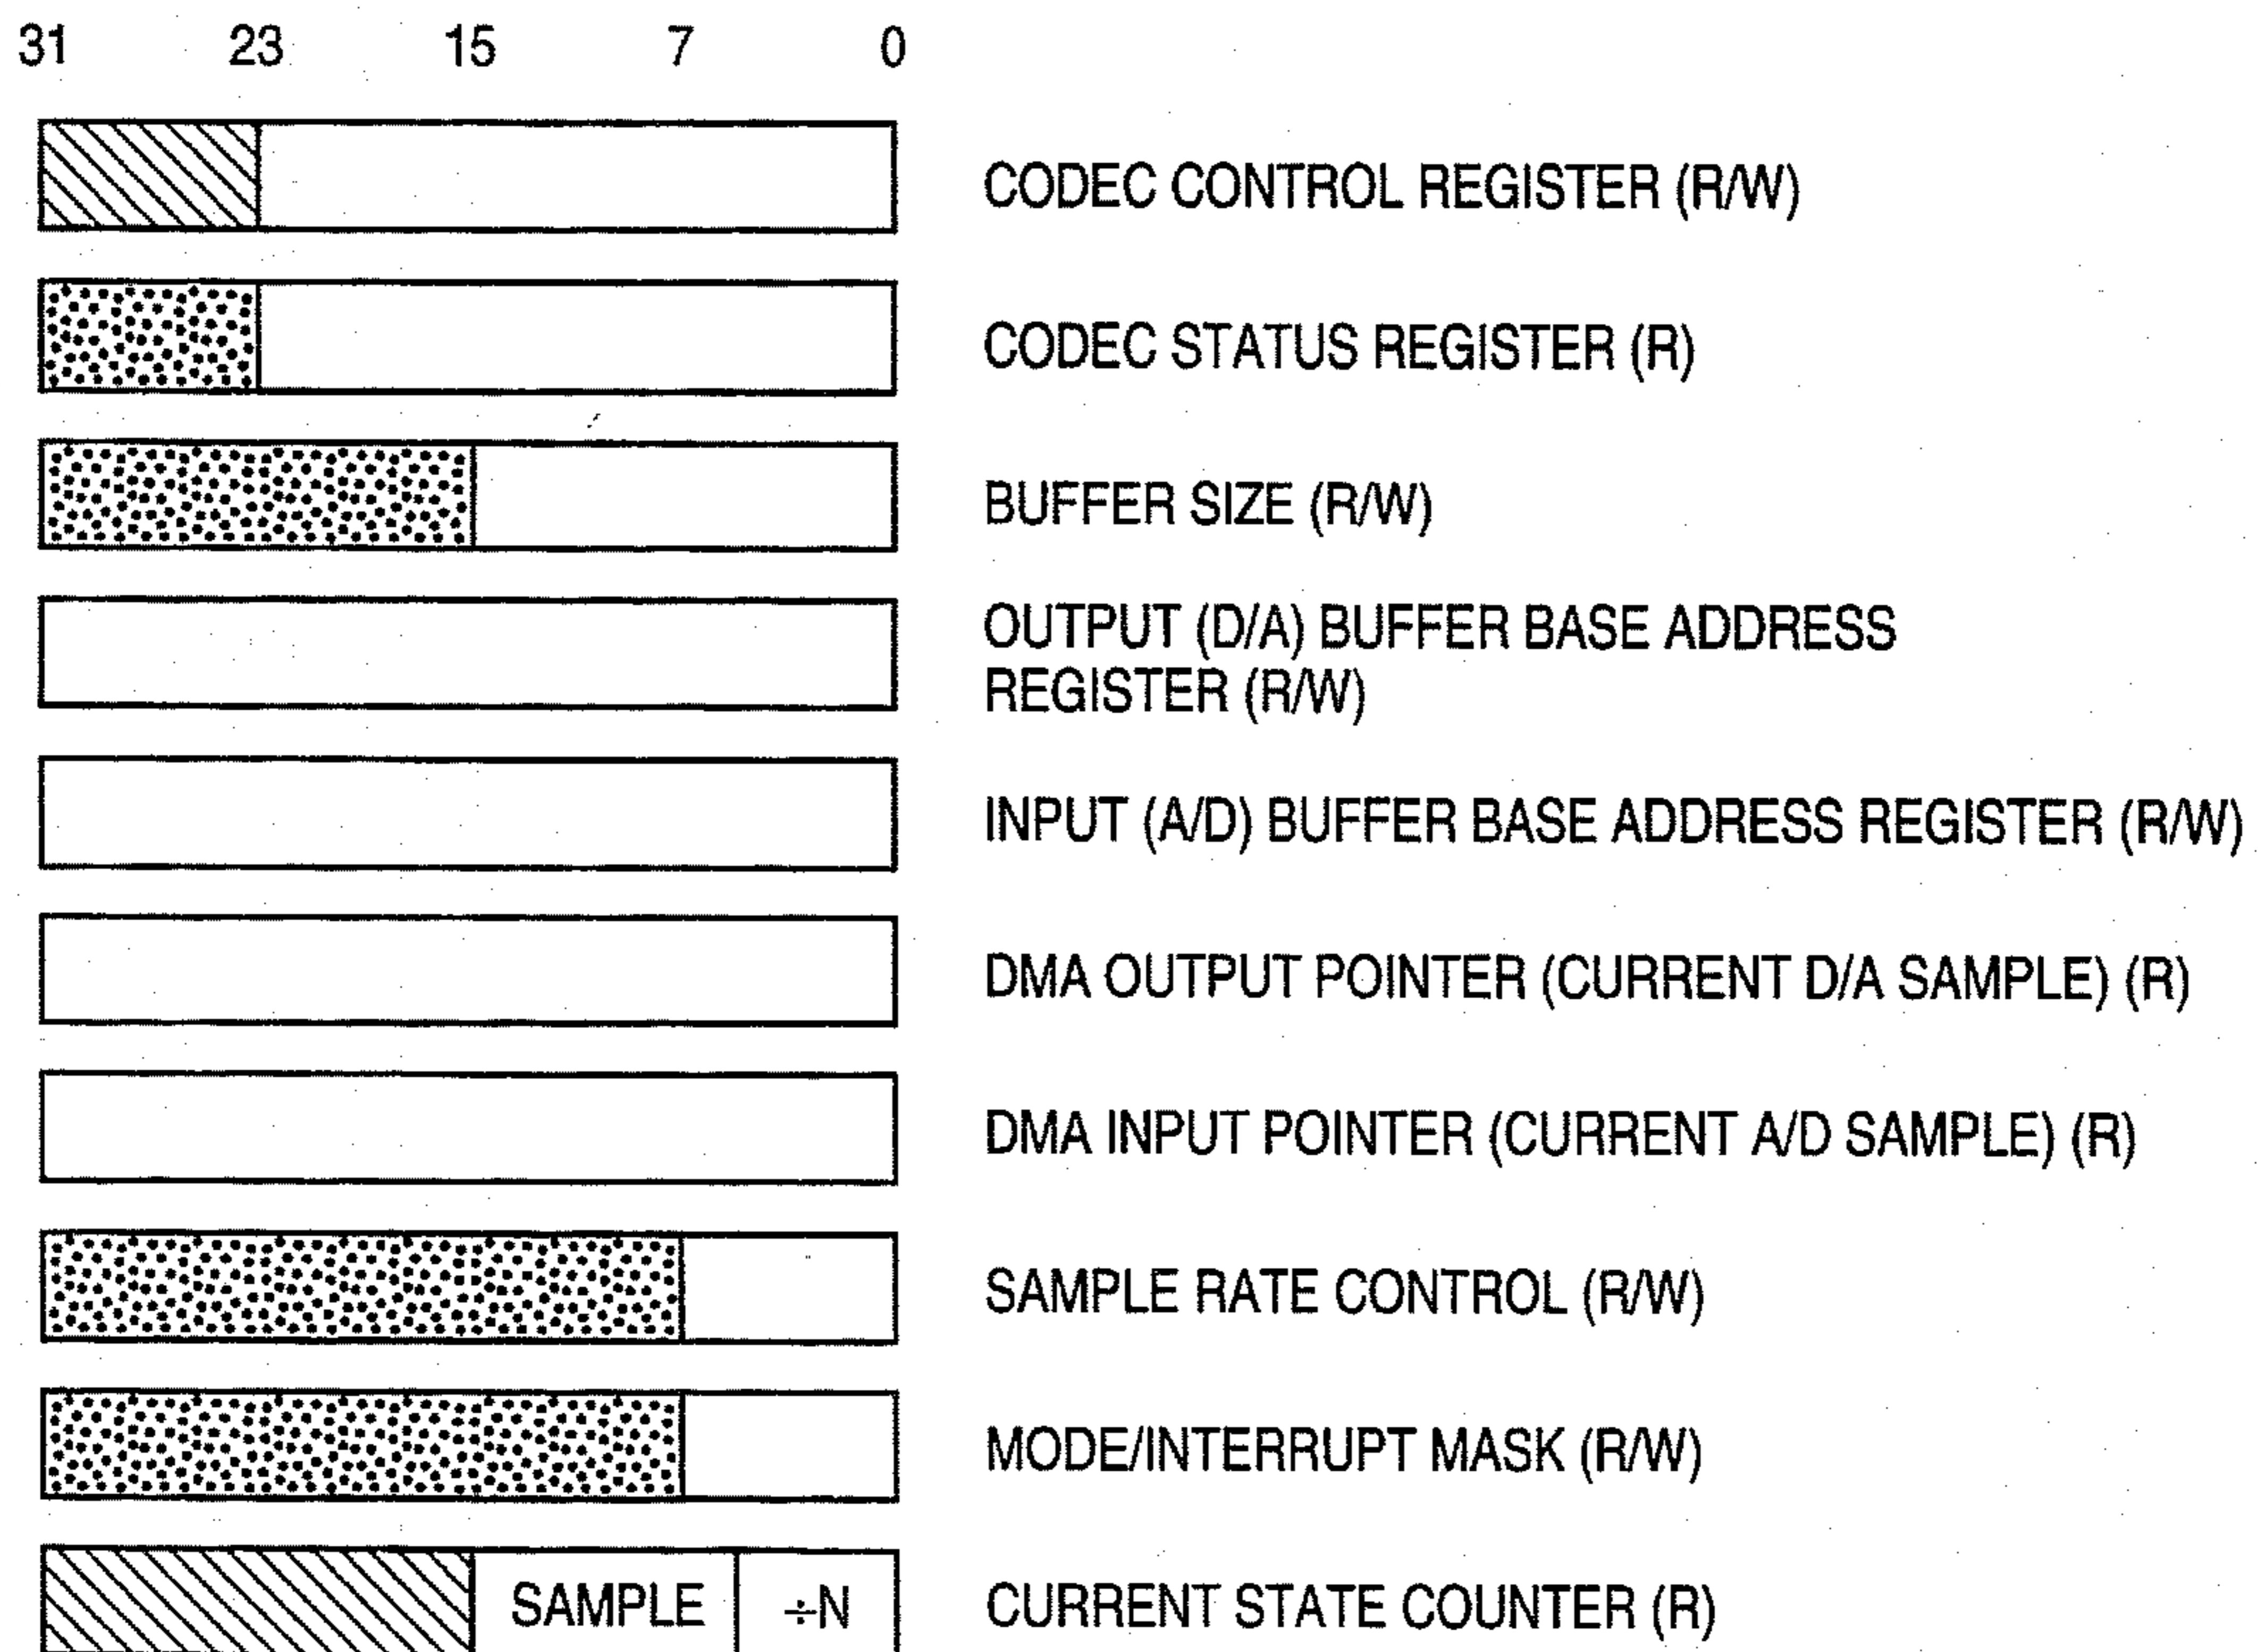 31 23 15 7 0
CODEC CONTROL REGISTER (R/W)
CODEC STATUS REGISTER (R)
BUFFER SIZE (R/W)
OUTPUT (D/A) BUFFER BASE ADDRESS
REGISTER (R/W)
INPUT (A/D) BUFFER BASE ADDRESS REGISTER (R/W)
DMA OUTPUT POINTER (CURRENT D/A SAMPLE) (R)
DMA INPUT POINTER (CURRENT A/D SAMPLE) (R)
SAMPLE RATE CONTROL (R/W)
MODE/INTERRUPT MASK (R/W)
SAMPLE ÷N CURRENT STATE COUNTER (R)